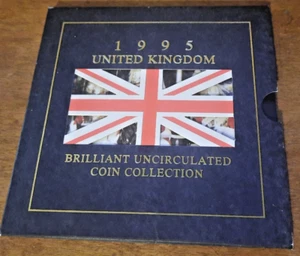 1995
UNITED KINGDOM
BRILLIANT UNCIRCULATED
COIN COLLECTION